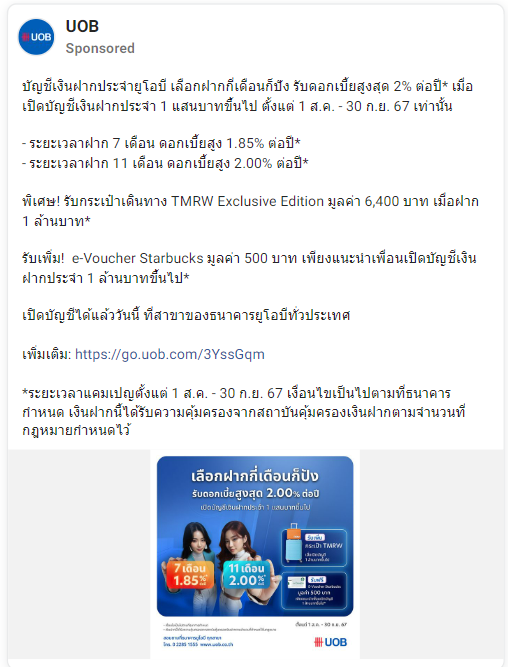 UOB
UOB
Sponsored
บัญชีเงินฝากประจำยูโอบี เลือกฝากกี่เดือนก็ปัง รับดอกเบี้ยสูงสุด 2% ต่อปี* เมื่อ
เปิดบัญชีเงินฝากประจำ 1 แสนบาทขึ้นไป ตั้งแต่ 1 ส.ค. - 30 ก.ย. 67 เท่านั้น
- ระยะเวลาฝาก 7 เดือน ดอกเบี้ยสูง 1.85% ต่อปี*
- ระยะเวลาฝาก 11 เดือน ดอกเบี้ยสูง 2.00% ต่อปี*
พิเศษ! รับกระเป๋าเดินทาง TMRW Exclusive Edition มูลค่า 6,400 บาท เมื่อฝาก
1 ล้านบาท*
รับเพิ่ม! e-Voucher Starbucks มูลค่า 500 บาท เพียงแนะนำเพื่อนเปิดบัญชีเงิน
ฝากประจำ 1 ล้านบาทขึ้นไป*
เปิดบัญชีได้แล้ววันนี้ ที่สาขาของธนาคารยูโอบีทั่วประเทศ
เพิ่มเติม: https://go.uob.com/3YssGqm
*ระยะเวลาแคมเปญตั้งแต่ 1 ส.ค. - 30 ก.ย. 67 เงื่อนไขเป็นไปตามที่ธนาคาร
กำหนด เงินฝากนี้ได้รับความคุ้มครองจากสถาบันคุ้มครองเงินฝากตามจำนวนที่
กฎหมายกำหนดไว้
เลือกฝากกี่เดือนก็ปัง
รับดอกเบี้ยสูงสุด 2.00% ต่อปี
เปิดบัญชีเงินฝากประจำ 1 แสนบาทขึ้นไป
รับเพิ่ม
กระเป๋า TMRW
7 เดือน
1.85%
11 เดือน
2.00%
รับฟรี
e-Voucher Starbucks
มูลค่า 500 บาท
ตั้งแต่ 1 ส.ค. - 30 ก.ย. 67
โทร. 0 2285 1555 www.uob.co.th
UOB